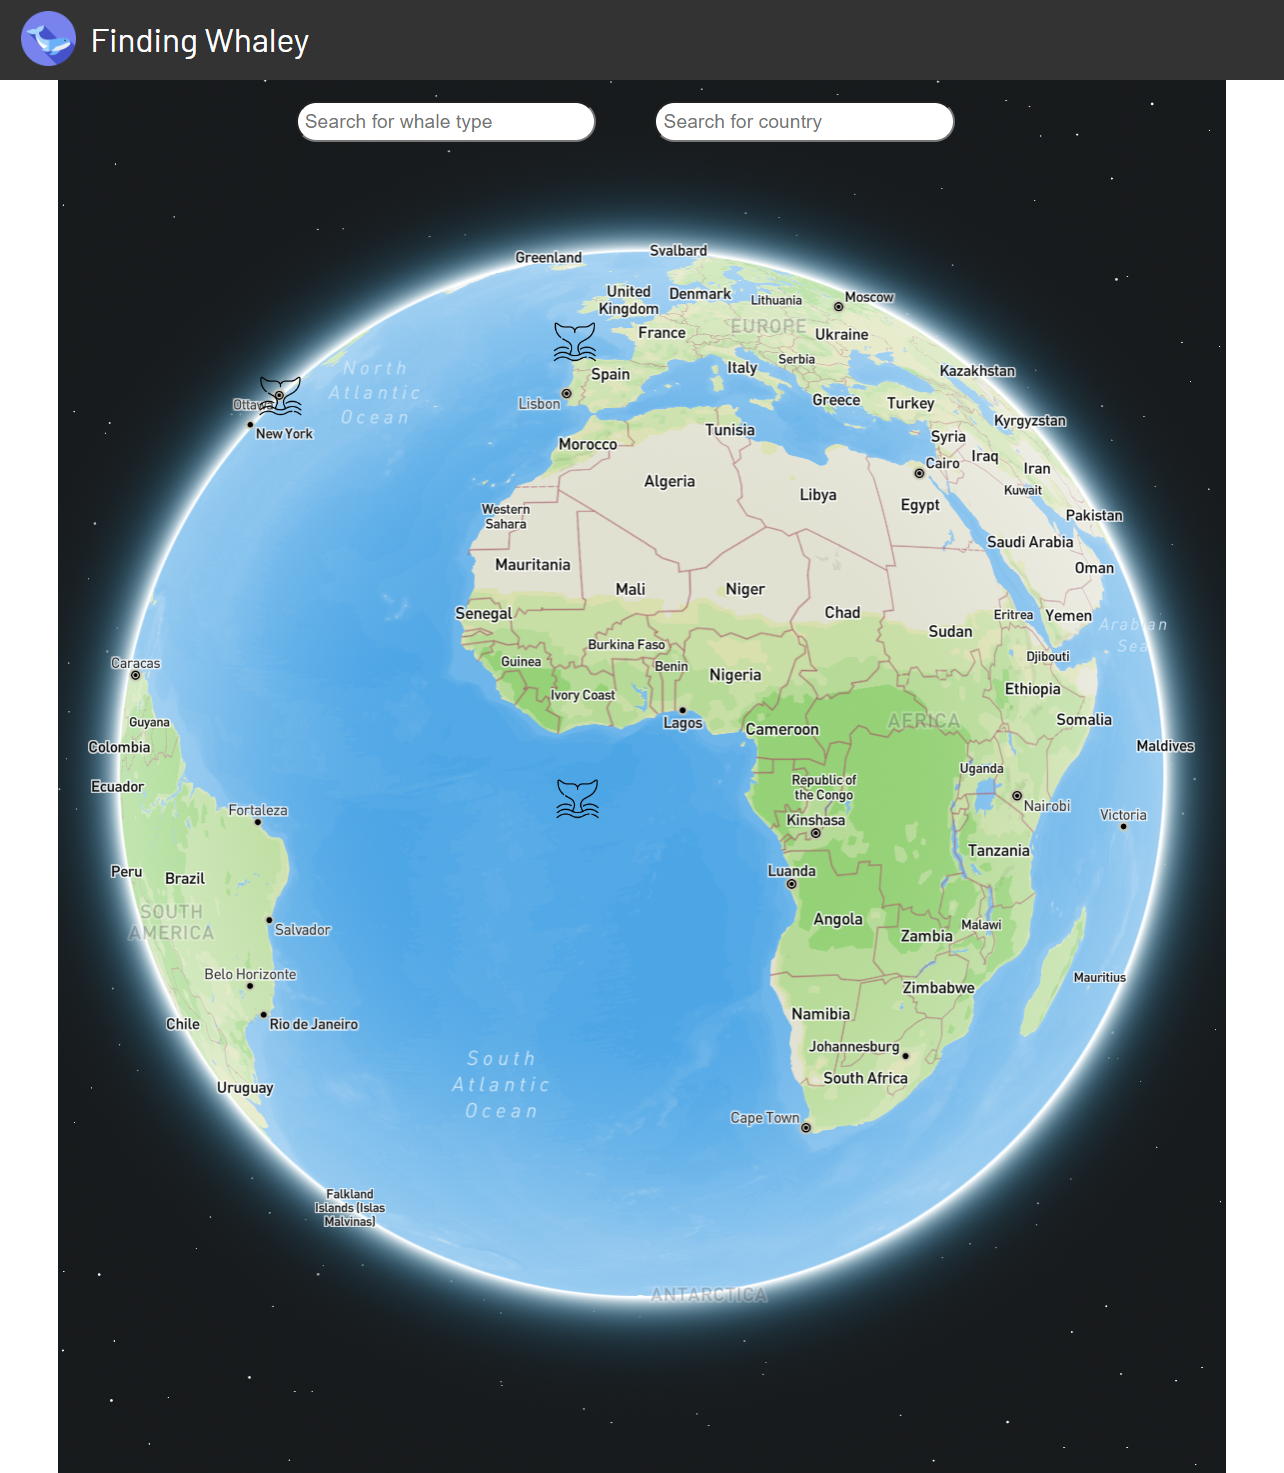 Finding Whaley
Search for whale type
Search for country
Svalbard
Greenland
United
Kingdom
Denmark
Lithuania
Moscow
EUROPE
France
Ukraine
Serbia
Italy
Spain
Kazakhstan
North
Atlantic
Ocean
Lisbon
Greece
Turkey
New York
Kyrgyzstan
Tunisia
Syria
Morocco
Iraq
Cairo
Iran
Algeria
Kuwait
Libya
Egypt
Western
Sahara
Pakistan
Saudi Arabia
Mauritania
Oman
Mali
Niger
Chad
Senegal
Eritrea
Yemen
Arabian
Sea
Sudan
Burkina Faso
Djibouti
Caracas
Guinea
Benin
Nigeria
Ethiopia
Ivory Coast
Guyana
Lagos
Cameroon
AFRICA
Somalia
Colombia
Maldives
Uganda
Ecuador
Republic of
the Congo
Nairobi
Fortaleza
Kinshasa
Victoria
Tanzania
Peru
Brazil
Luanda
SOUTH
AMERICA
Angola
Malawi
Salvador
Zambia
Belo Horizonte
Mauritius
Zimbabwe
Chile
Rio de Janeiro
Namibia
Johannesburg
South
Atlantic
Ocean
South Africa
Uruguay
Cape Town
Falkland
Islands (Islas
Malvinas)
ANTARCTICA